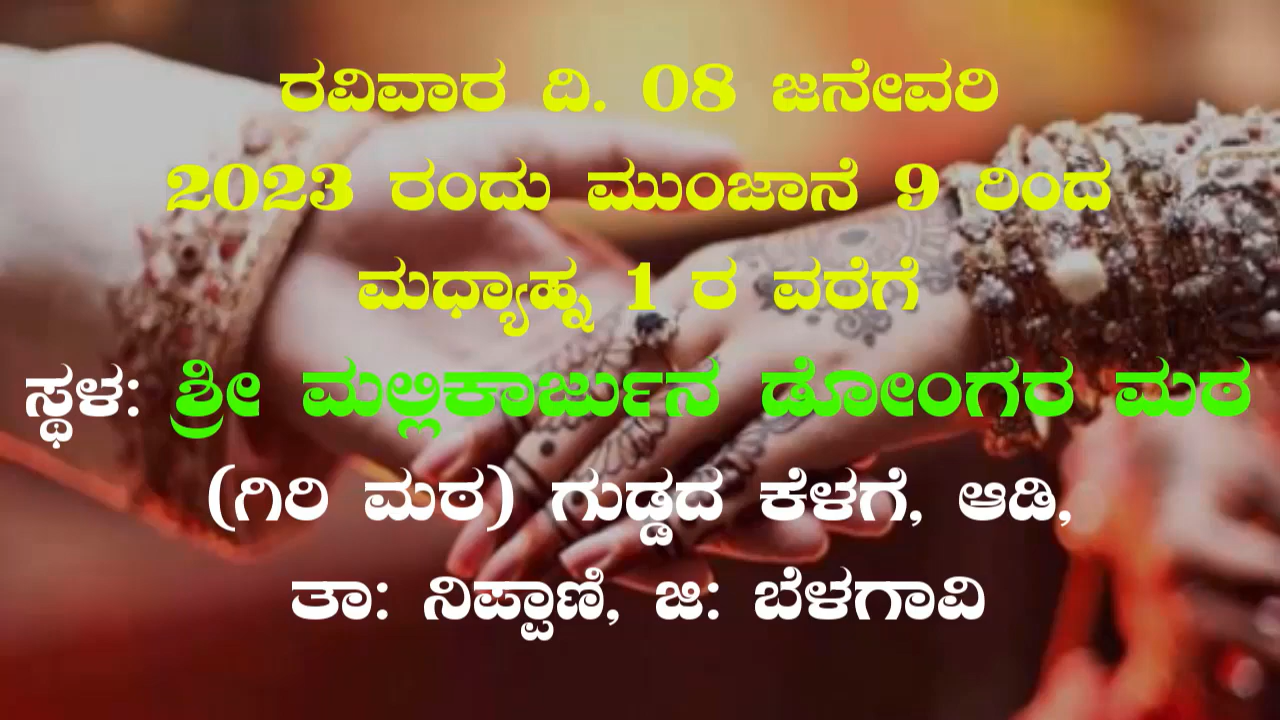 ರವಿವಾರ ದಿ. 08 ಜನೇವರಿ
2023 ರಂದು ಮುಂಜಾನೆ 9 ರಿಂದ
ಮಧ್ಯಾಹ್ನ 1 ರ ವರೆಗೆ
ಸ್ಥಳ: ಶ್ರೀ ಮಲ್ಲಿಕಾರ್ಜುನ ಡೋಂಗರ ಮಠ
(ಗಿರಿ ಮಠ) ಗುಡ್ಡದ ಕೆಳಗೆ, ಆಡಿ,
ತಾ: ನಿಪ್ಪಾಣಿ, ಜಿ: ಬೆಳಗಾವಿ